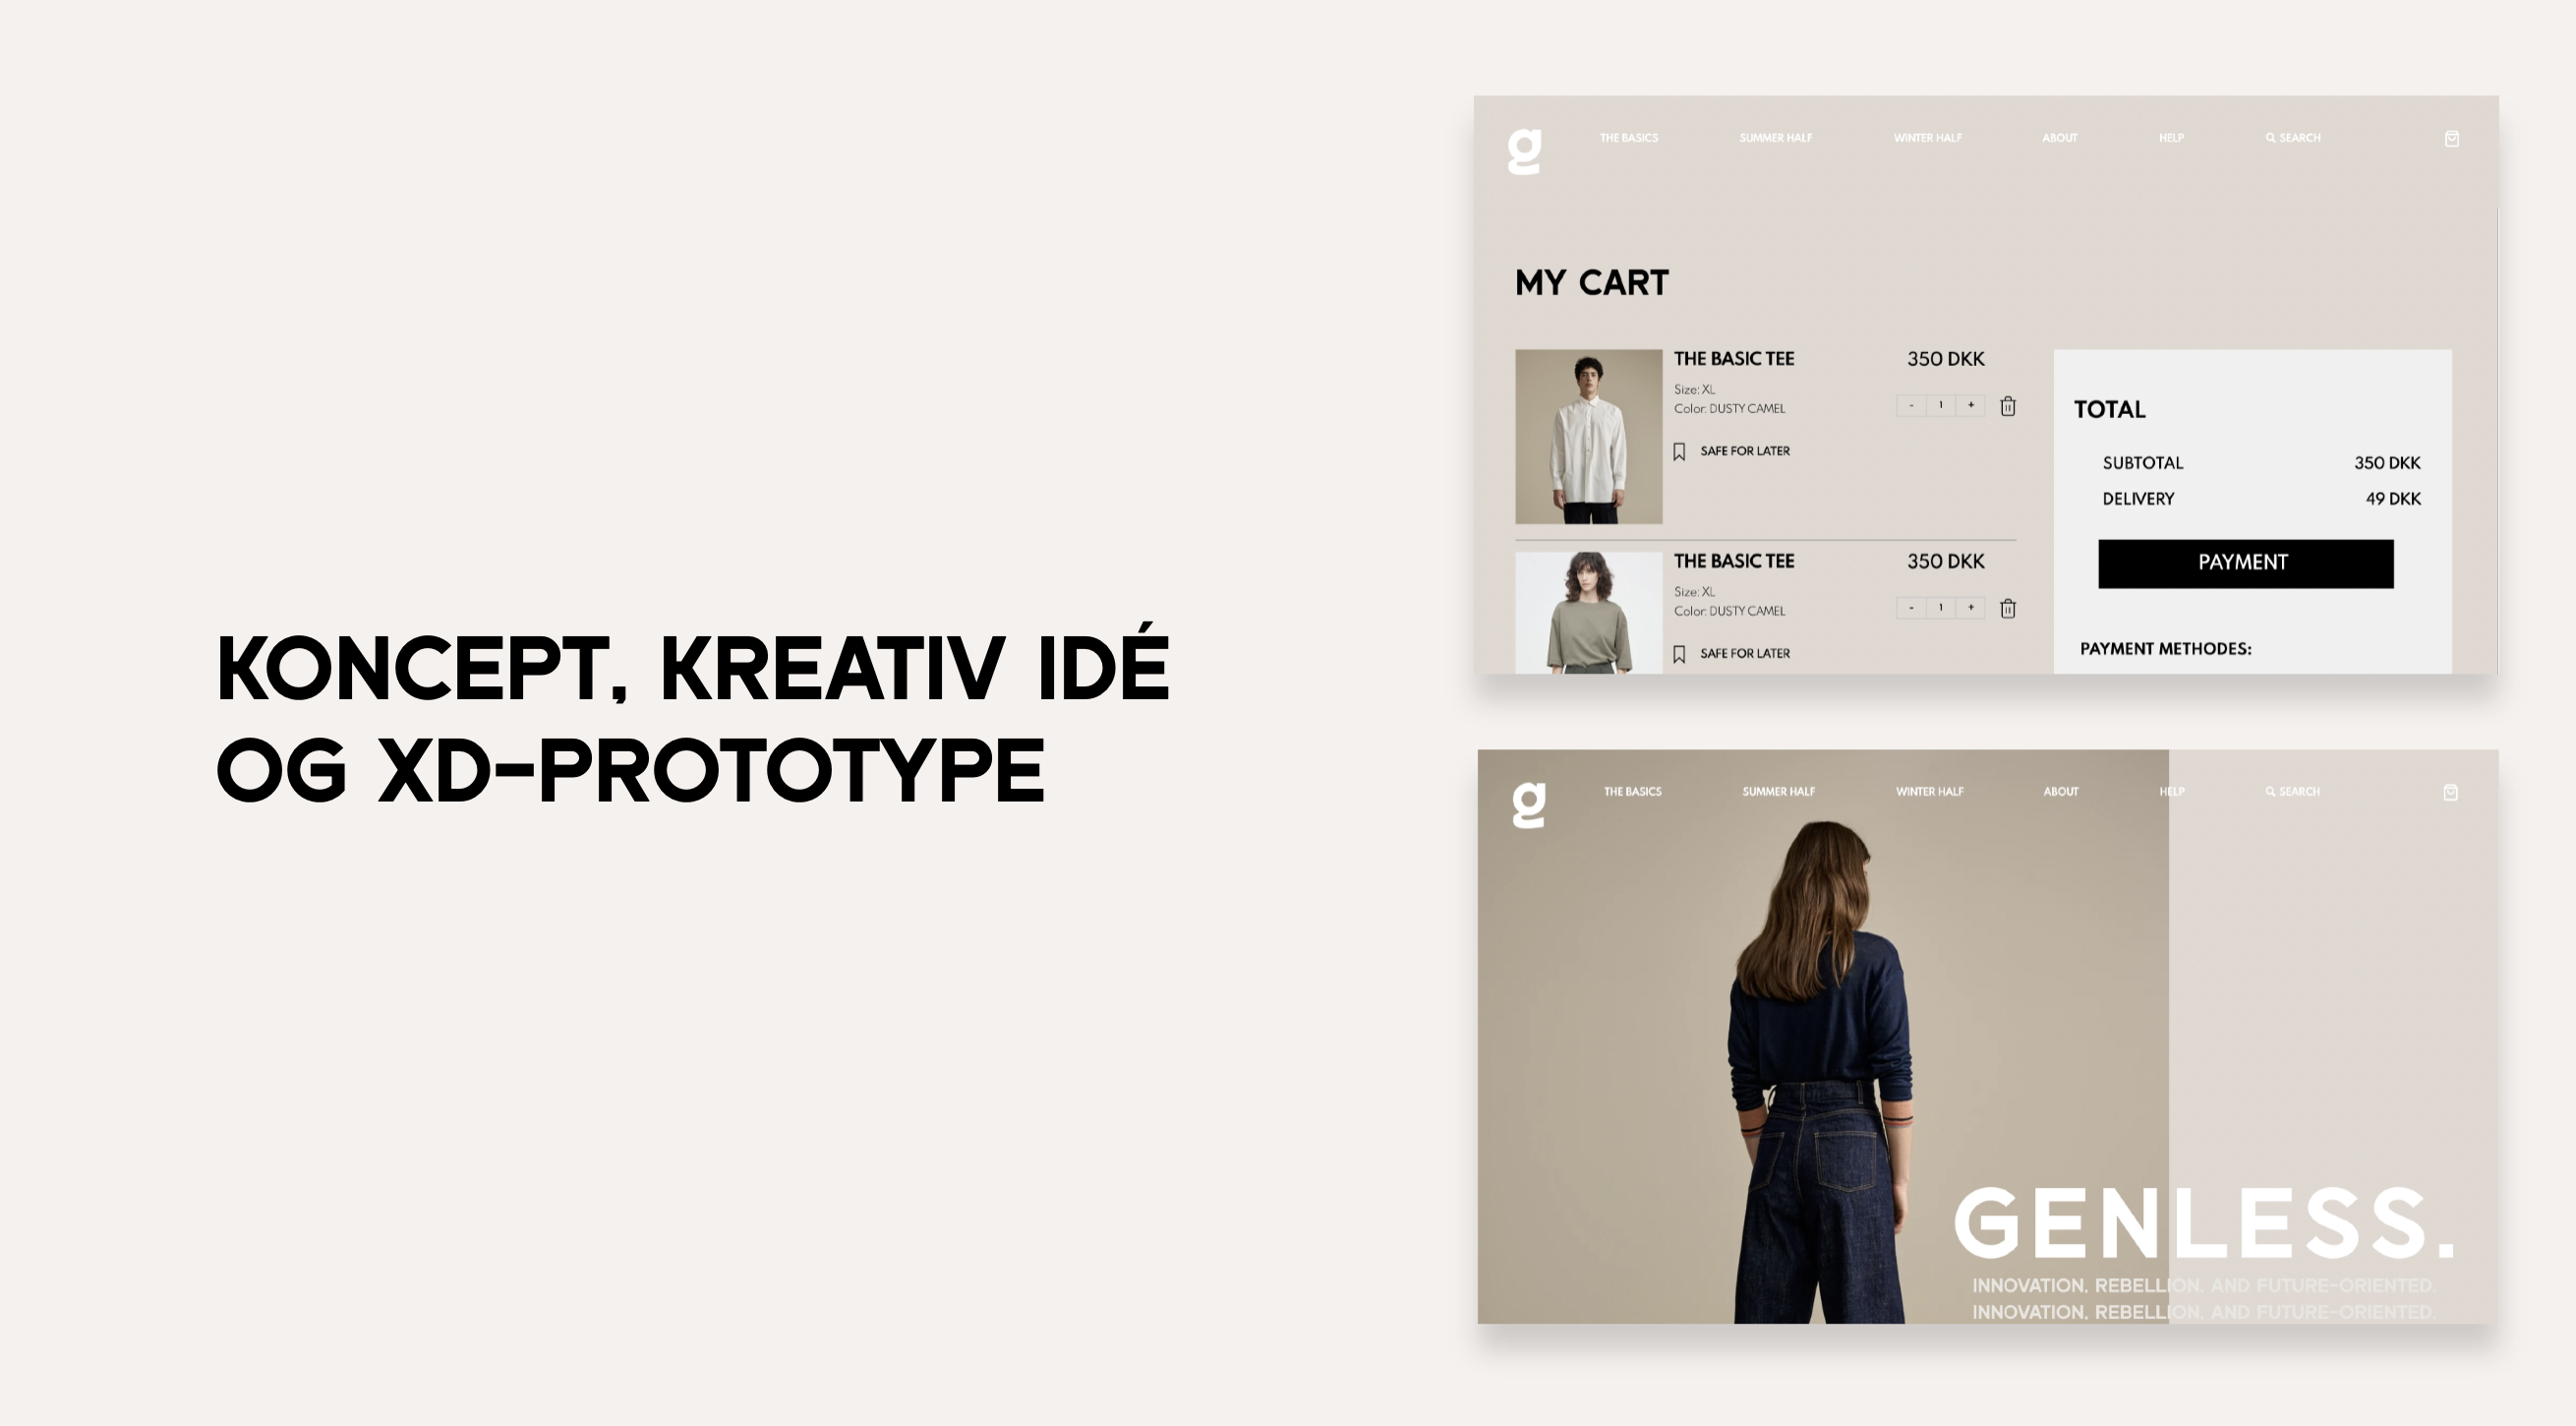 KONCEPT, KREATIV IDÉ
OG XD-PROTOTYPE
g
THE BASICS SUMMER HALF WINTER HALF ABOUT HELP SEARCH
MY CART
THE BASIC TEE 350 DKK
Size: XL
Color: DUSTY CAMEL - 1 +
SAFE FOR LATER
THE BASIC TEE 350 DKK
Size: XL
Color: DUSTY CAMEL - 1 +
SAFE FOR LATER
TOTAL
SUBTOTAL 350 DKK
DELIVERY 49 DKK
PAYMENT
PAYMENT METHODES:
g
THE BASICS SUMMER HALF WINTER HALF ABOUT HELP SEARCH
GENLESS.
INNOVATION, REBELLION, AND FUTURE-ORIENTED.
INNOVATION, REBELLION, AND FUTURE-ORIENTED.